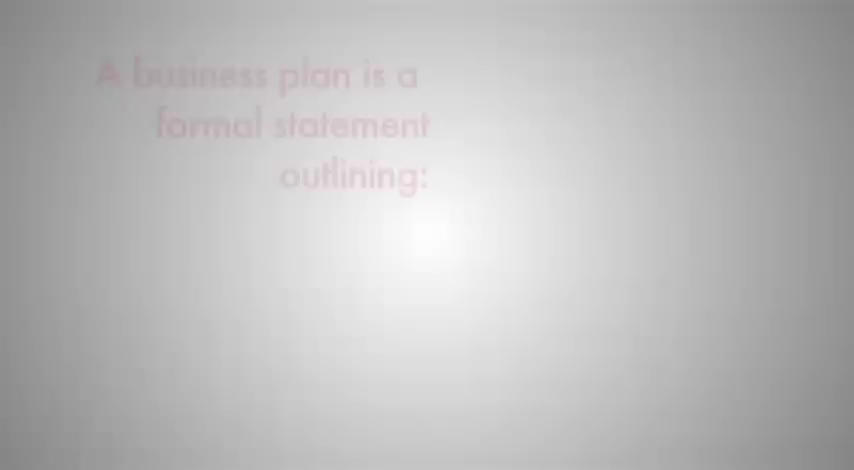 A business plan is a
formal statement
outlining: